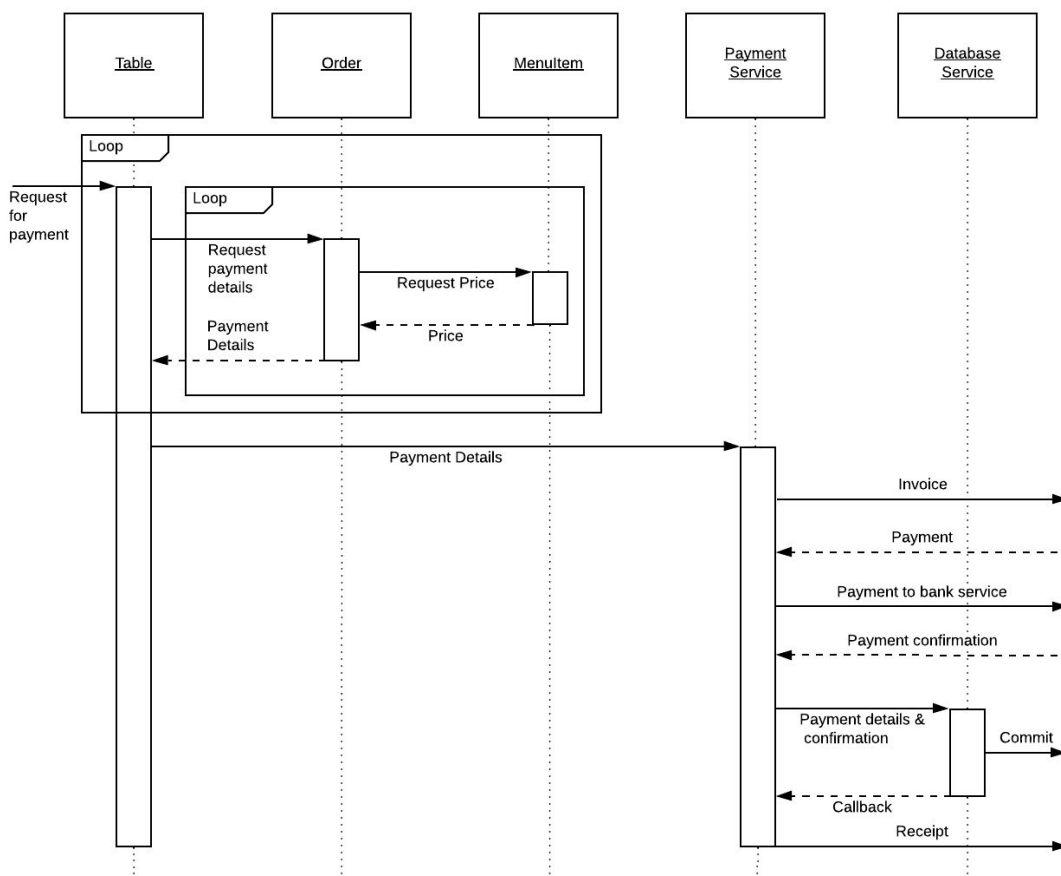 Table
Order
MenuItem
Payment
Service
Database
Service
Loop
Request
for
payment
Loop
Request
payment
details
Request Price
Payment
Details
Price
Payment Details
Invoice
Payment
Payment to bank service
Payment confirmation
Payment details &
confirmation
Commit
Callback
Receipt